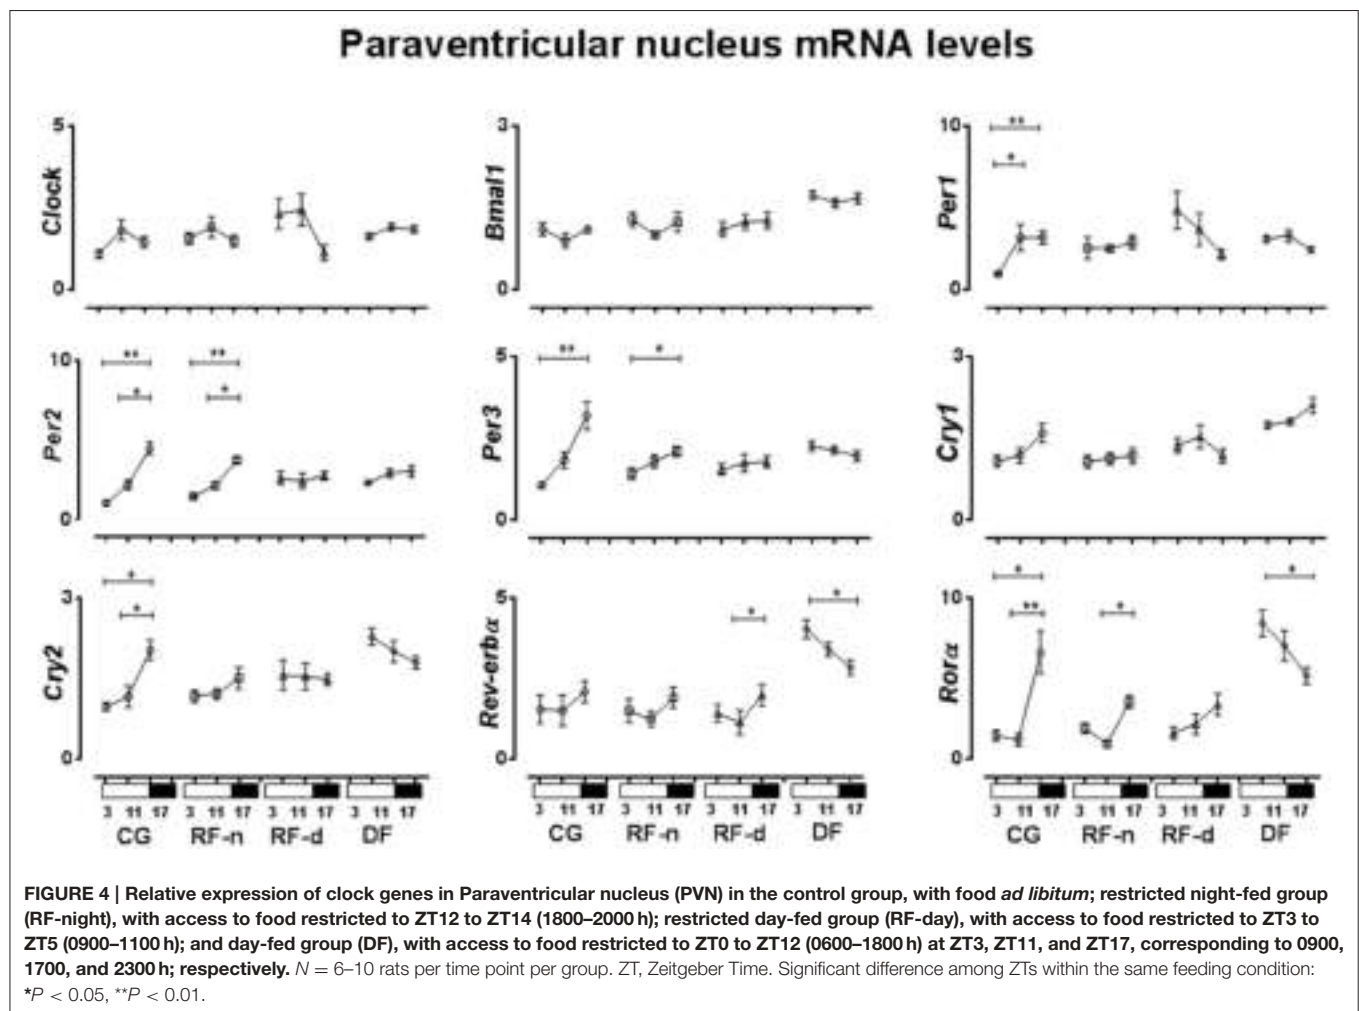 Paraventricular nucleus mRNA levels
Clock
5
0
Bmal1
3
0
Per1
10
0
**
*
Per2
10
0
**
*
**
*
Per3
5
0
**
*
Cry1
3
0
Cry2
3
0
*
*
Rev-erbα
5
0
*
*
Rorα
10
0
*
**
*
*
3 11 17 3 11 17 3 11 17 3 11 17
CG RF-n RF-d DF
3 11 17 3 11 17 3 11 17 3 11 17
CG RF-n RF-d DF
3 11 17 3 11 17 3 11 17 3 11 17
CG RF-n RF-d DF
FIGURE 4 | Relative expression of clock genes in Paraventricular nucleus (PVN) in the control group, with food ad libitum; restricted night-fed group
(RF-night), with access to food restricted to ZT12 to ZT14 (1800–2000 h); restricted day-fed group (RF-day), with access to food restricted to ZT3 to
ZT5 (0900–1100 h); and day-fed group (DF), with access to food restricted to ZT0 to ZT12 (0600–1800 h) at ZT3, ZT11, and ZT17, corresponding to 0900,
1700, and 2300 h; respectively. N = 6–10 rats per time point per group. ZT, Zeitgeber Time. Significant difference among ZTs within the same feeding condition:
*P < 0.05, **P < 0.01.